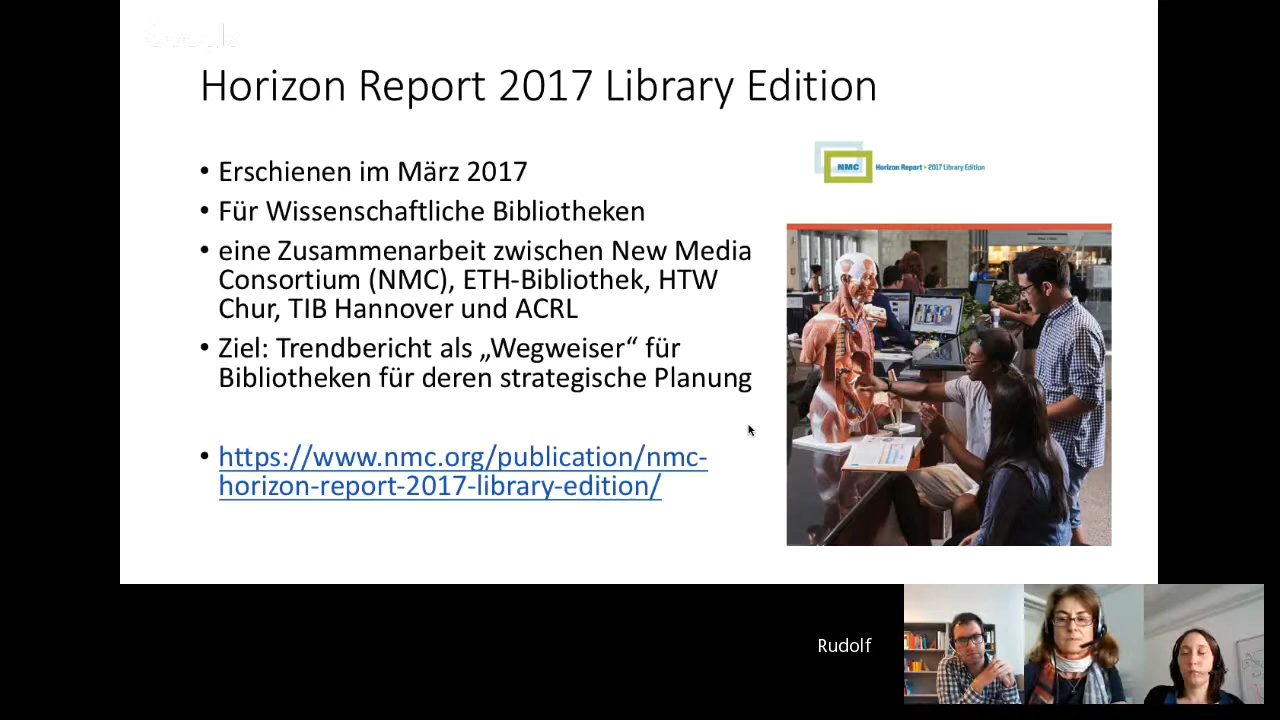 Google
Horizon Report 2017 Library Edition
NMC Horizon Report > 2017 Library Edition
• Erschienen im März 2017
• Für Wissenschaftliche Bibliotheken
• eine Zusammenarbeit zwischen New Media
Consortium (NMC), ETH-Bibliothek, HTW
Chur, TIB Hannover und ACRL
• Ziel: Trendbericht als „Wegweiser“ für
Bibliotheken für deren strategische Planung
• https://www.nmc.org/publication/nmc-
horizon-report-2017-library-edition/
Rudolf